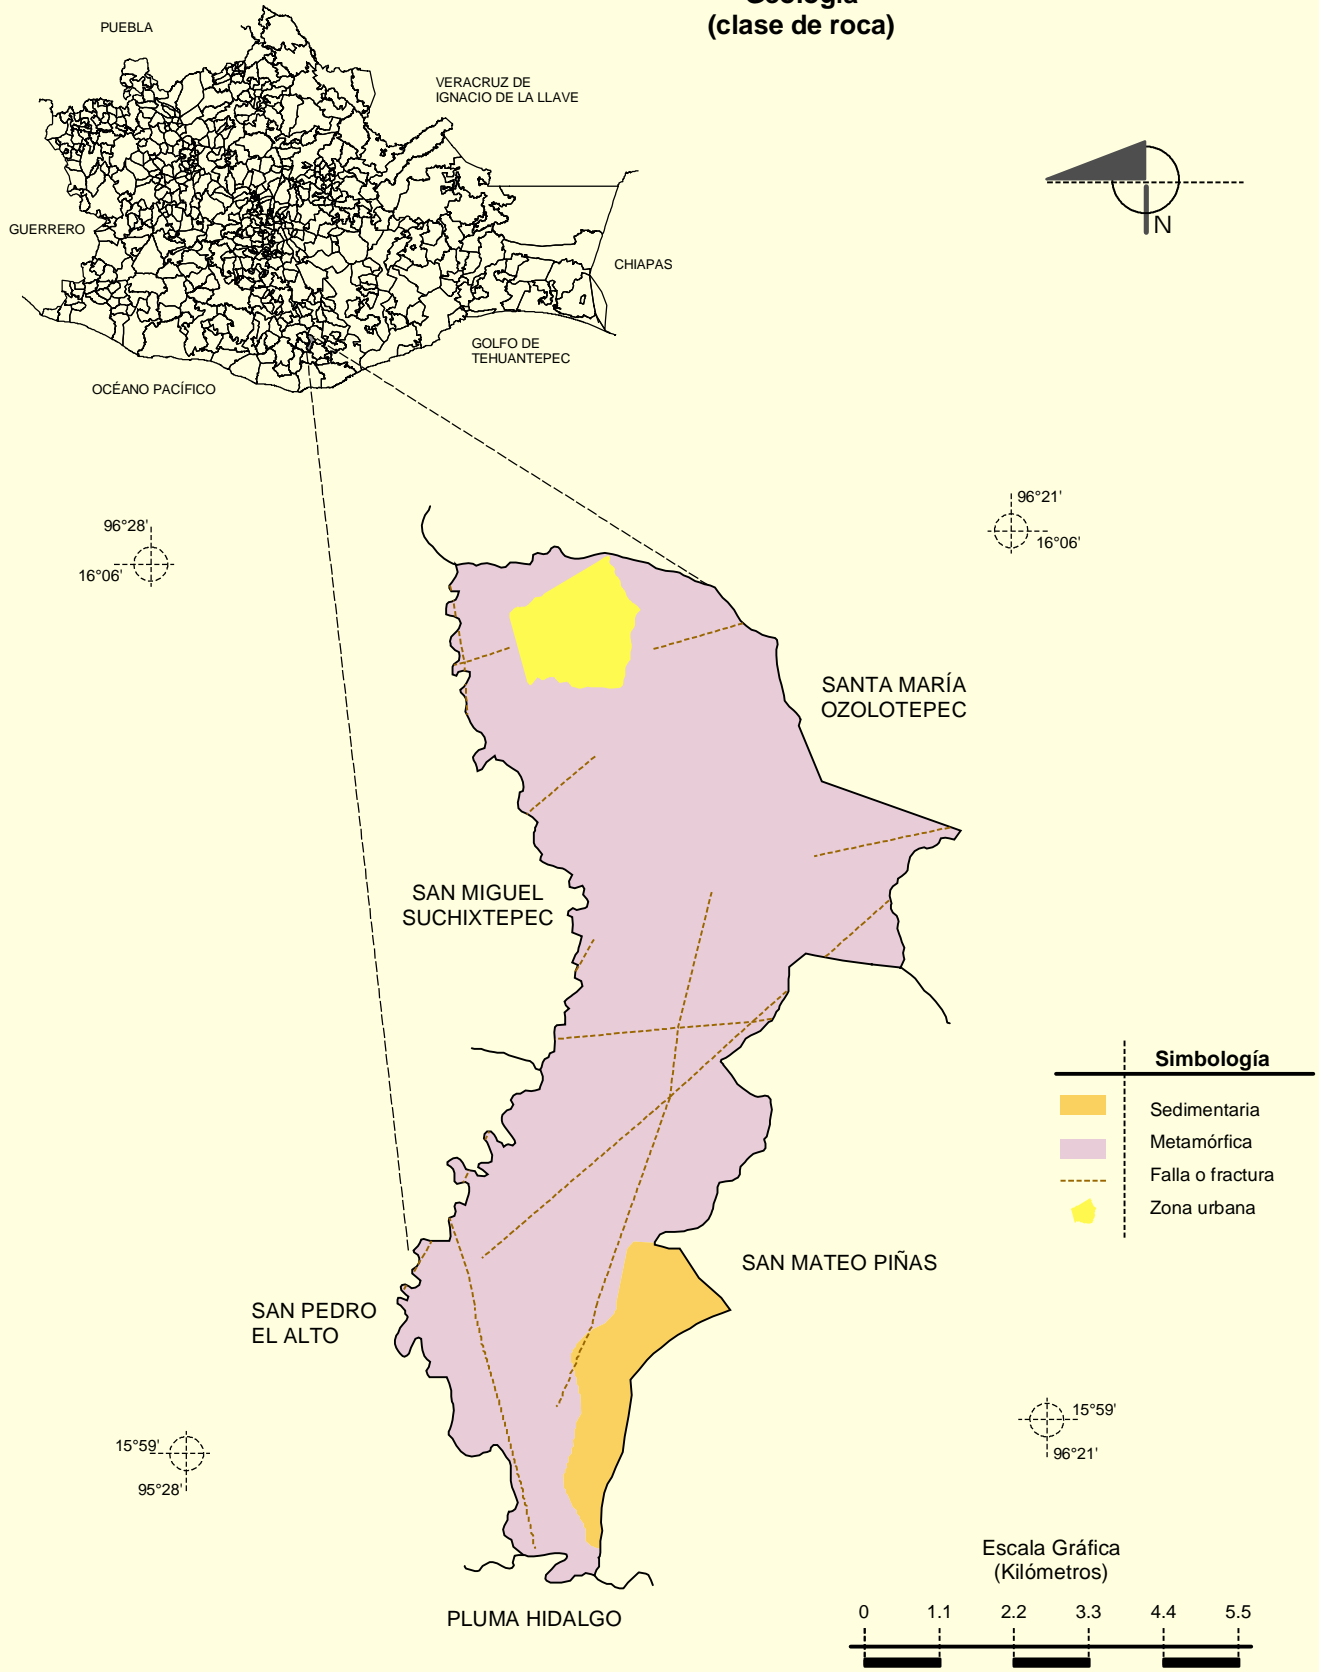 Geología
(clase de roca)
PUEBLA
VERACRUZ DE
IGNACIO DE LA LLAVE
GUERRERO
CHIAPAS
GOLFO DE
TEHUANTEPEC
OCÉANO PACÍFICO
N
96°28'
16°06'
96°21'
16°06'
SANTA MARÍA
OZOLOTEPEC
SAN MIGUEL
SUCHIXTEPEC
Simbología
Sedimentaria
Metamórfica
Falla o fractura
Zona urbana
SAN MATEO PIÑAS
SAN PEDRO
EL ALTO
15°59'
95°28'
15°59'
96°21'
PLUMA HIDALGO
Escala Gráfica
(Kilómetros)
0 1.1 2.2 3.3 4.4 5.5